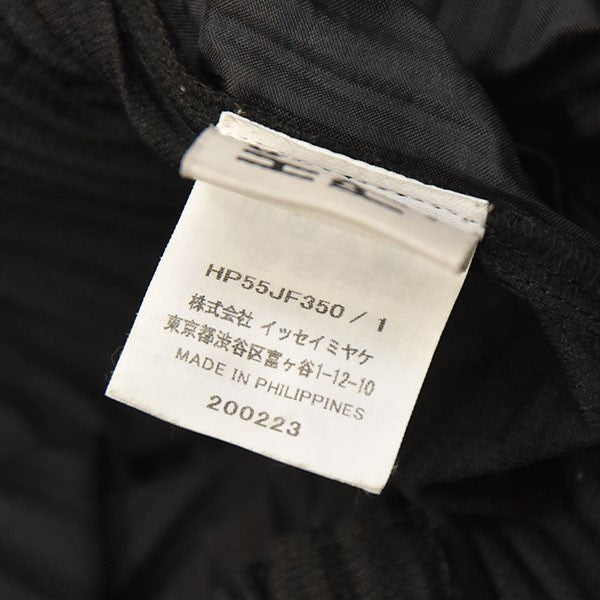 HP55JF350 / 1
株式会社 イッセイミヤケ
東京都渋谷区富ヶ谷1-12-10
MADE IN PHILIPPINES
200223